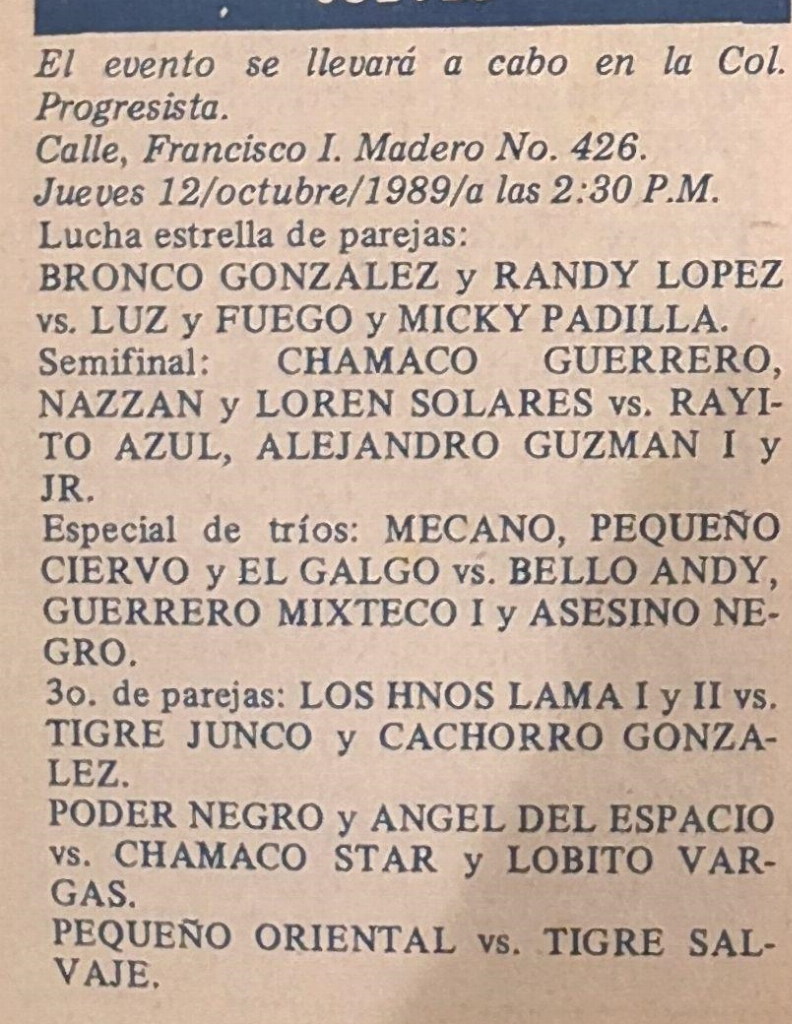 El evento se llevará a cabo en la Col.
Progresista.
Calle, Francisco I. Madero No. 426.
Jueves 12/octubre/1989/a las 2:30 P.M.
Lucha estrella de parejas:
BRONCO GONZALEZ y RANDY LOPEZ
vs. LUZ y FUEGO y MICKY PADILLA.
Semifinal: CHAMACO GUERRERO,
NAZZAN y LOREN SOLARES vs. RAYI-
TO AZUL, ALEJANDRO GUZMAN I y
JR.
Especial de tríos: MECANO, PEQUEÑO
CIERVO y EL GALGO vs. BELLO ANDY,
GUERRERO MIXTECO I y ASESINO NE-
GRO.
3o. de parejas: LOS HNOS LAMA I y II vs.
TIGRE JUNCO y CACHORRO GONZA-
LEZ.
PODER NEGRO y ANGEL DEL ESPACIO
vs. CHAMACO STAR y LOBITO VAR-
GAS.
PEQUEÑO ORIENTAL vs. TIGRE SAL-
VAJE.